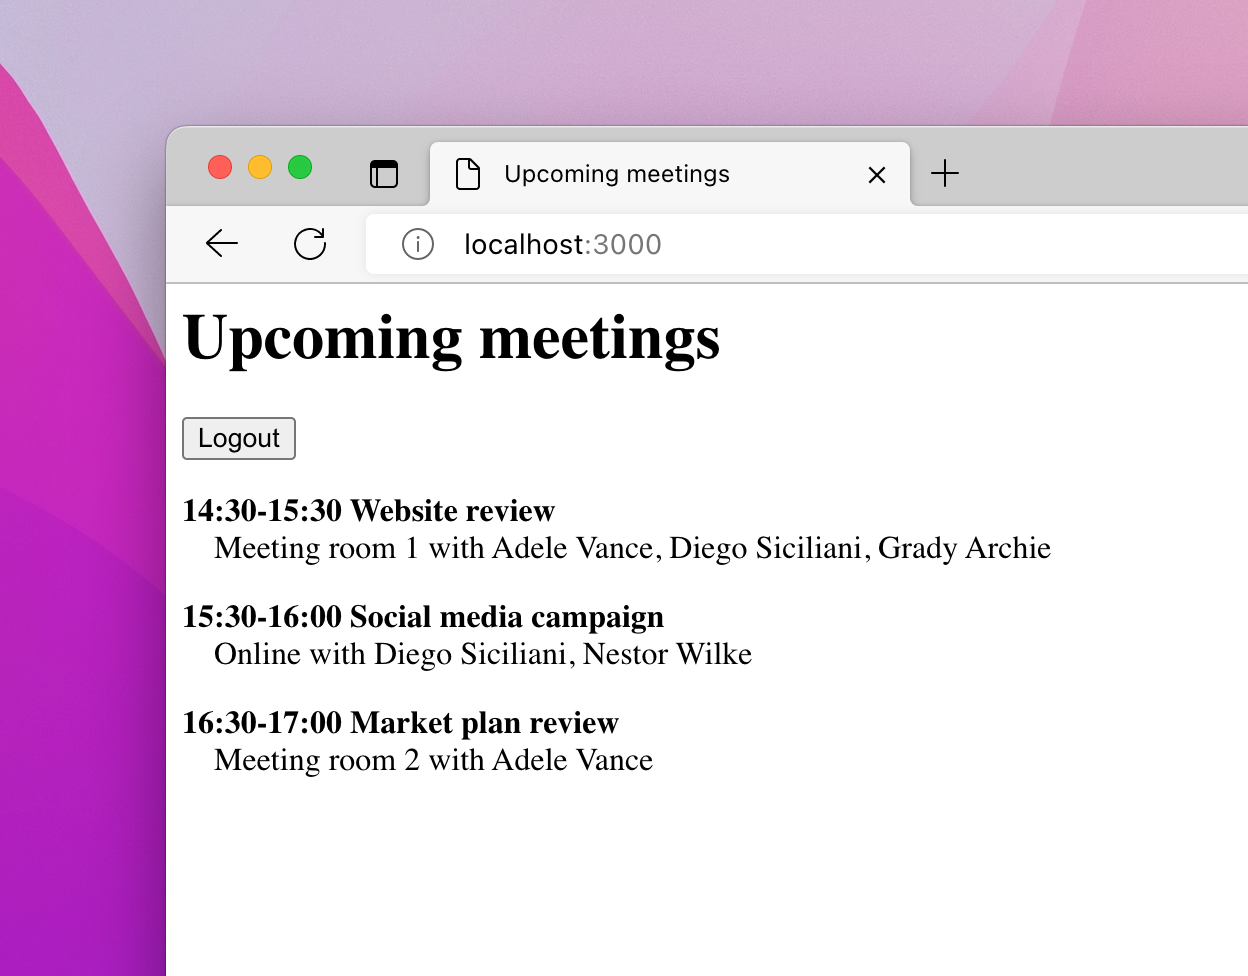 Upcoming meetings
localhost:3000
Upcoming meetings
Logout
14:30-15:30 Website review
Meeting room 1 with Adele Vance, Diego Siciliani, Grady Archie
15:30-16:00 Social media campaign
Online with Diego Siciliani, Nestor Wilke
16:30-17:00 Market plan review
Meeting room 2 with Adele Vance